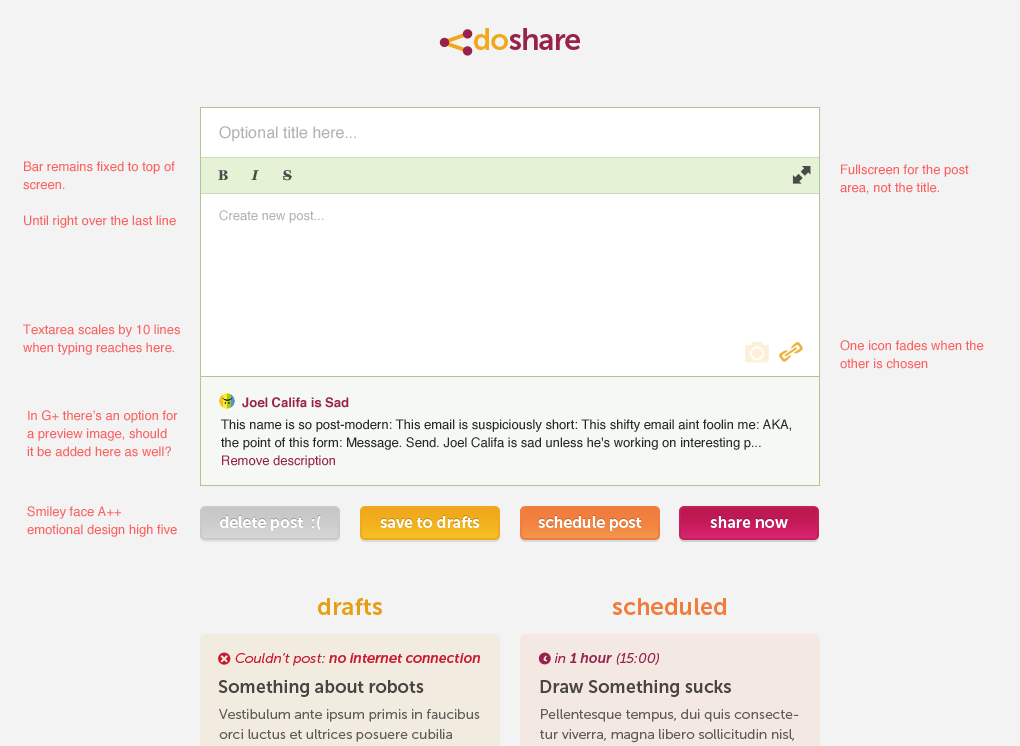 doshare
Optional title here...
B I S
Bar remains fixed to top of
screen.
Until right over the last line
Fullscreen for the post
area, not the title.
Create new post...
Textarea scales by 10 lines
when typing reaches here.
One icon fades when the
other is chosen
In G+ there's an option for
a preview image, should
it be added here as well?
Joel Califa is Sad
This name is so post-modern: This email is suspiciously short: This shifty email aint foolin me: AKA,
the point of this form: Message. Send. Joel Califa is sad unless he's working on interesting p...
Remove description
Smiley face A++
emotional design high five
delete post :(
save to drafts
schedule post
share now
drafts
Couldn't post: no internet connection
Something about robots
Vestibulum ante ipsum primis in faucibus
orci luctus et ultrices posuere cubilia
scheduled
in 1 hour (15:00)
Draw Something sucks
Pellentesque tempus, dui quis consecte-
tur viverra, magna libero sollicitudin nisl,